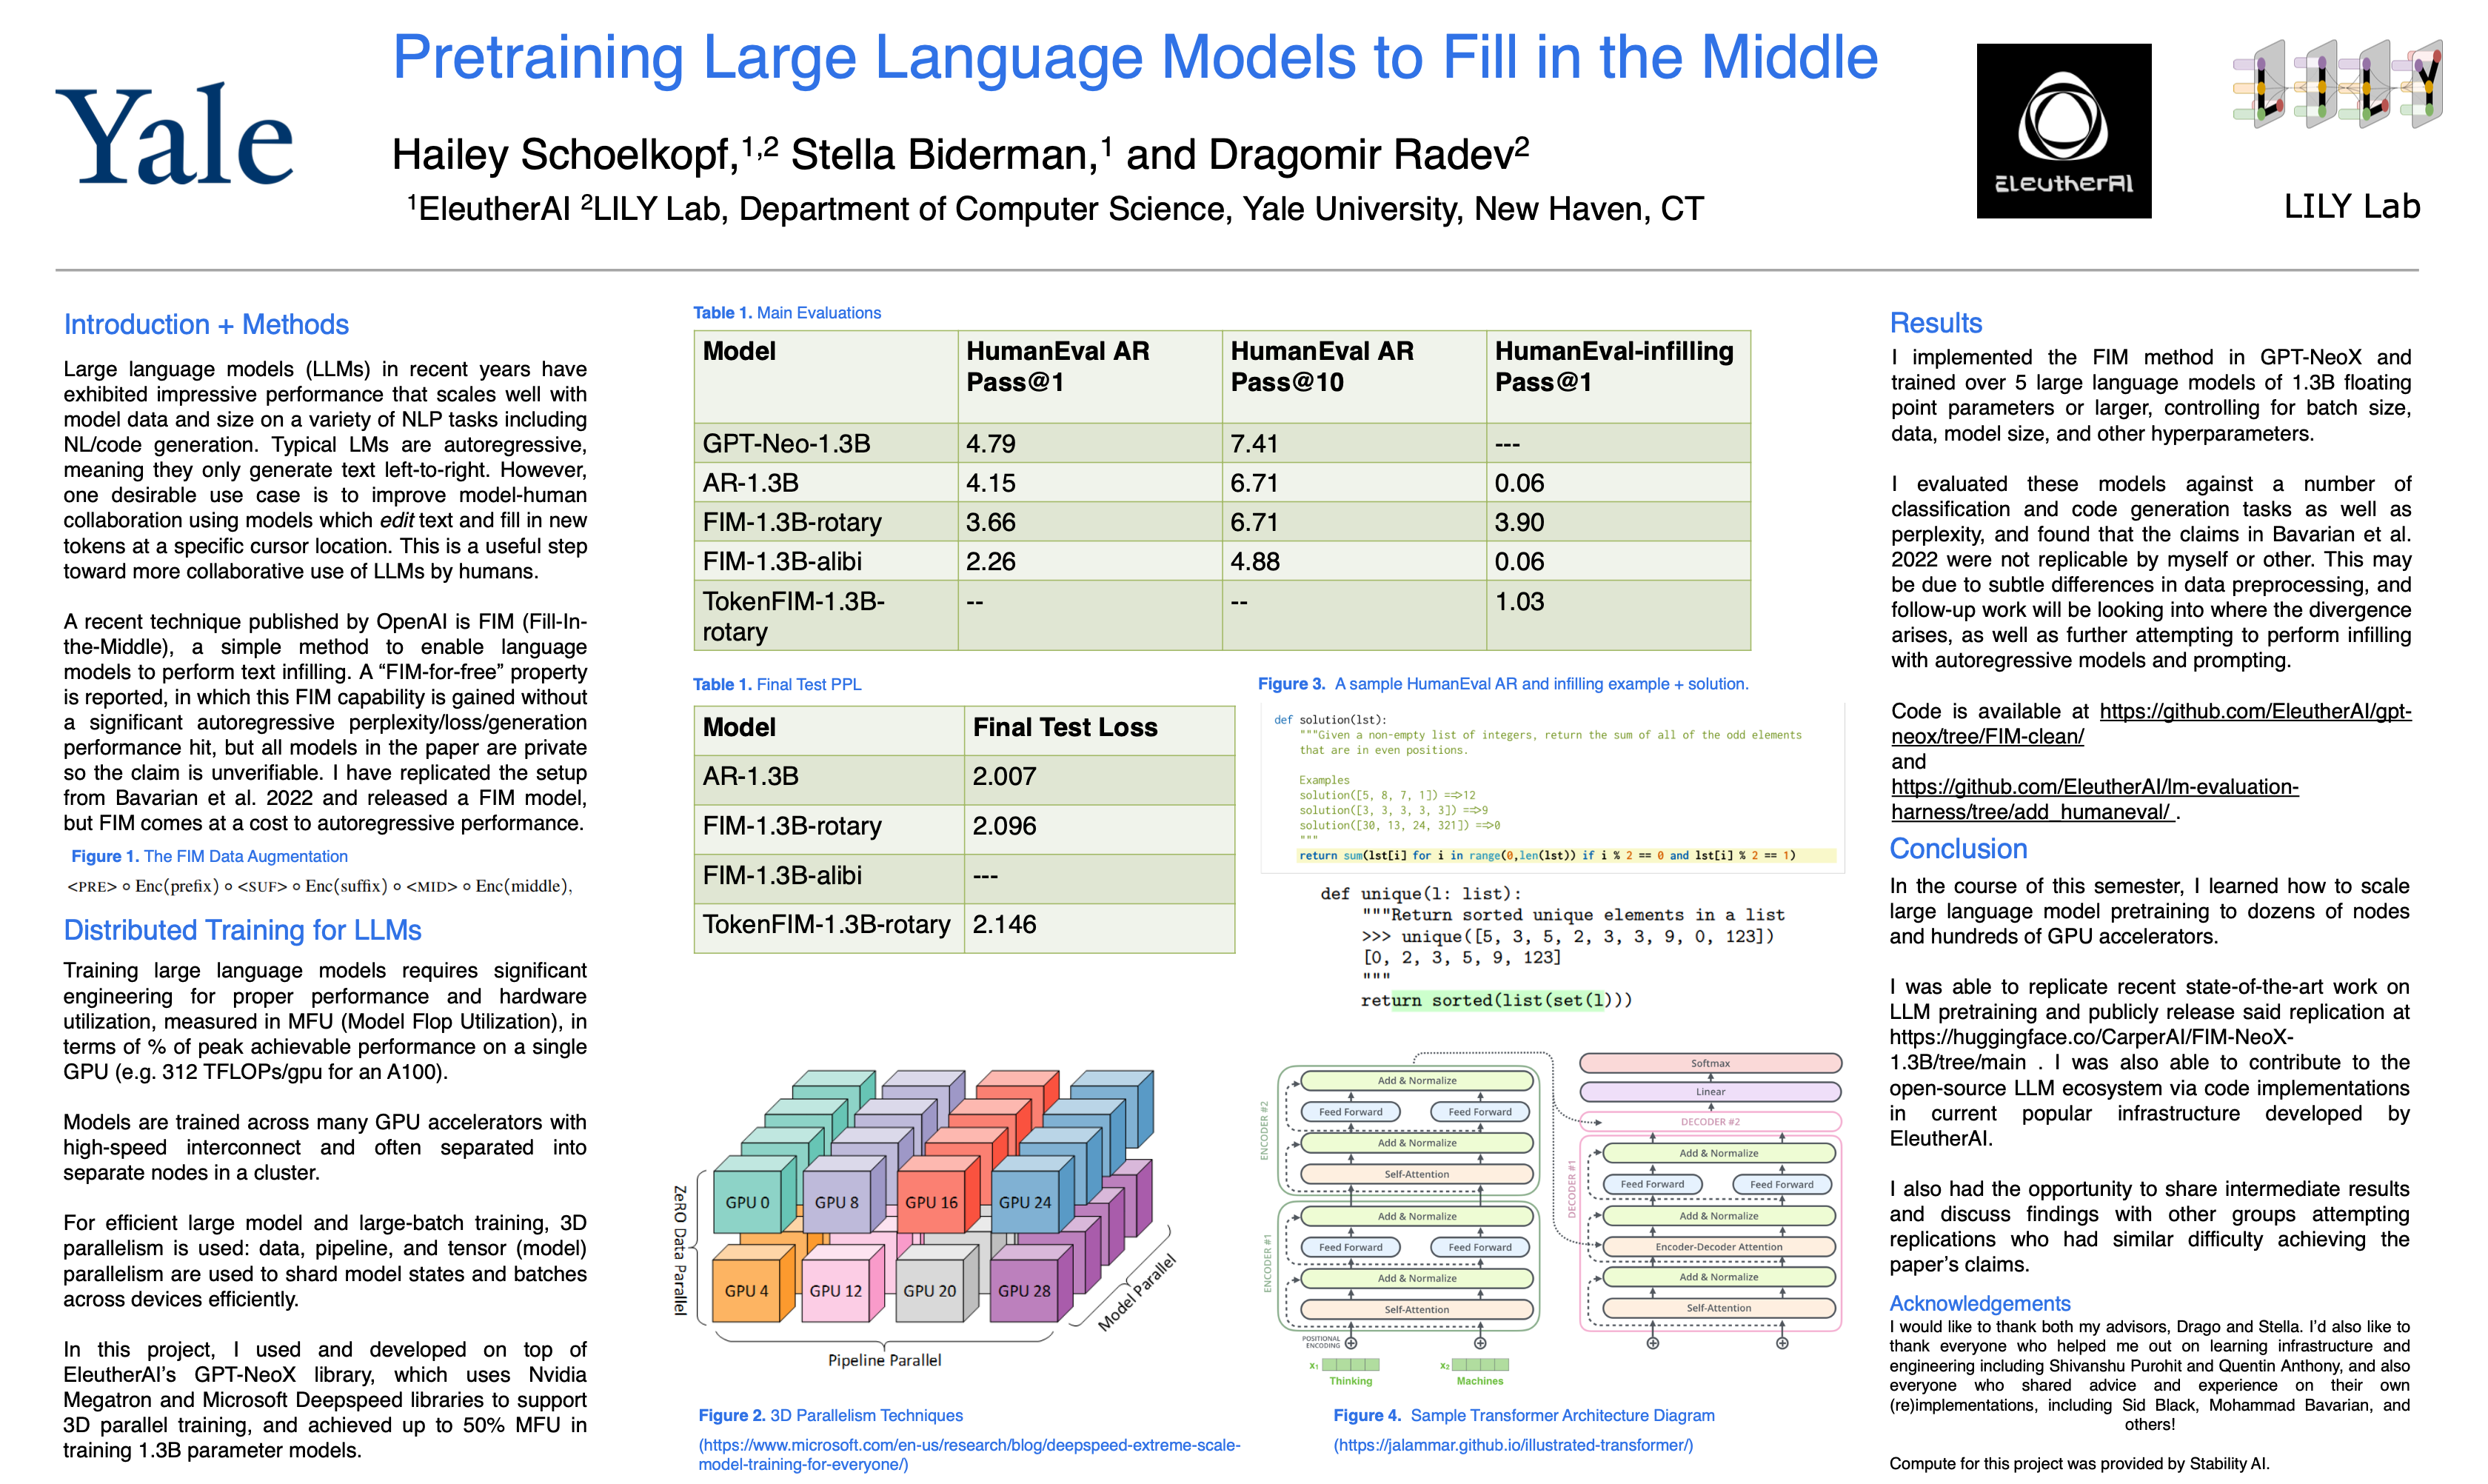 Yale
Pretraining Large Language Models to Fill in the Middle
Hailey Schoelkopf,1,2 Stella Biderman,1 and Dragomir Radev2
1EleutherAI 2LILY Lab, Department of Computer Science, Yale University, New Haven, CT
EleutherAI
LILY
LILY Lab
Introduction + Methods
Large language models (LLMs) in recent years have
exhibited impressive performance that scales well with
model data and size on a variety of NLP tasks including
NL/code generation. Typical LMs are autoregressive,
meaning they only generate text left-to-right. However,
one desirable use case is to improve model-human
collaboration using models which edit text and fill in new
tokens at a specific cursor location. This is a useful step
toward more collaborative use of LLMs by humans.
A recent technique published by OpenAI is FIM (Fill-In-
the-Middle), a simple method to enable language
models to perform text infilling. A “FIM-for-free” property
is reported, in which this FIM capability is gained without
a significant autoregressive perplexity/loss/generation
performance hit, but all models in the paper are private
so the claim is unverifiable. I have replicated the setup
from Bavarian et al. 2022 and released a FIM model,
but FIM comes at a cost to autoregressive performance.
Figure 1. The FIM Data Augmentation
<PRE> ∘ Enc(prefix) ∘ <SUF> ∘ Enc(suffix) ∘ <MID> ∘ Enc(middle),
Distributed Training for LLMs
Training large language models requires significant
engineering for proper performance and hardware
utilization, measured in MFU (Model Flop Utilization), in
terms of % of peak achievable performance on a single
GPU (e.g. 312 TFLOPs/gpu for an A100).
Models are trained across many GPU accelerators with
high-speed interconnect and often separated into
separate nodes in a cluster.
For efficient large model and large-batch training, 3D
parallelism is used: data, pipeline, and tensor (model)
parallelism are used to shard model states and batches
across devices efficiently.
In this project, I used and developed on top of
EleutherAI’s GPT-NeoX library, which uses Nvidia
Megatron and Microsoft Deepspeed libraries to support
3D parallel training, and achieved up to 50% MFU in
training 1.3B parameter models.
Table 1. Main Evaluations
Model HumanEval AR Pass@1 HumanEval AR Pass@10 HumanEval-infilling Pass@1
GPT-Neo-1.3B 4.79 7.41 ---
AR-1.3B 4.15 6.71 0.06
FIM-1.3B-rotary 3.66 6.71 3.90
FIM-1.3B-alibi 2.26 4.88 0.06
TokenFIM-1.3B-rotary -- -- 1.03
Table 1. Final Test PPL
Model Final Test Loss
AR-1.3B 2.007
FIM-1.3B-rotary 2.096
FIM-1.3B-alibi ---
TokenFIM-1.3B-rotary 2.146
Figure 3. A sample HumanEval AR and infilling example + solution.
def solution(lst):
"""Given a non-empty list of integers, return the sum of all of the odd elements
that are in even positions.
Examples
solution([5, 8, 7, 1]) ==>12
solution([3, 3, 3, 3, 3]) ==>9
solution([30, 13, 24, 321]) ==>0
"""
return sum(lst[i] for i in range(0,len(lst)) if i % 2 == 0 and lst[i] % 2 == 1)
def unique(l: list):
"""Return sorted unique elements in a list
>>> unique([5, 3, 5, 2, 3, 3, 9, 0, 123])
[0, 2, 3, 5, 9, 123]
"""
return sorted(list(set(l)))
ZeRO Data Parallel
GPU 0 GPU 8 GPU 16 GPU 24
GPU 4 GPU 12 GPU 20 GPU 28
Model Parallel
Pipeline Parallel
Figure 2. 3D Parallelism Techniques
(https://www.microsoft.com/en-us/research/blog/deepspeed-extreme-scale-
model-training-for-everyone/)
ENCODER #2
Add & Normalize
Feed Forward Feed Forward
Add & Normalize
Self-Attention
ENCODER #1
Add & Normalize
Feed Forward Feed Forward
Add & Normalize
Self-Attention
POSITIONAL
ENCODING
x1 x2
Thinking Machines
Softmax
Linear
DECODER #2
DECODER #1
Add & Normalize
Feed Forward Feed Forward
Add & Normalize
Encoder-Decoder Attention
Add & Normalize
Self-Attention
Figure 4. Sample Transformer Architecture Diagram
(https://jalammar.github.io/illustrated-transformer/)
Results
I implemented the FIM method in GPT-NeoX and
trained over 5 large language models of 1.3B floating
point parameters or larger, controlling for batch size,
data, model size, and other hyperparameters.
I evaluated these models against a number of
classification and code generation tasks as well as
perplexity, and found that the claims in Bavarian et al.
2022 were not replicable by myself or other. This may
be due to subtle differences in data preprocessing, and
follow-up work will be looking into where the divergence
arises, as well as further attempting to perform infilling
with autoregressive models and prompting.
Code is available at https://github.com/EleutherAI/gpt-
neox/tree/FIM-clean/
and
https://github.com/EleutherAI/lm-evaluation-
harness/tree/add_humaneval/ .
Conclusion
In the course of this semester, I learned how to scale
large language model pretraining to dozens of nodes
and hundreds of GPU accelerators.
I was able to replicate recent state-of-the-art work on
LLM pretraining and publicly release said replication at
https://huggingface.co/CarperAI/FIM-NeoX-
1.3B/tree/main . I was also able to contribute to the
open-source LLM ecosystem via code implementations
in current popular infrastructure developed by
EleutherAI.
I also had the opportunity to share intermediate results
and discuss findings with other groups attempting
replications who had similar difficulty achieving the
paper’s claims.
Acknowledgements
I would like to thank both my advisors, Drago and Stella. I’d also like to
thank everyone who helped me out on learning infrastructure and
engineering including Shivanshu Purohit and Quentin Anthony, and also
everyone who shared advice and experience on their own
(re)implementations, including Sid Black, Mohammad Bavarian, and
others!
Compute for this project was provided by Stability AI.